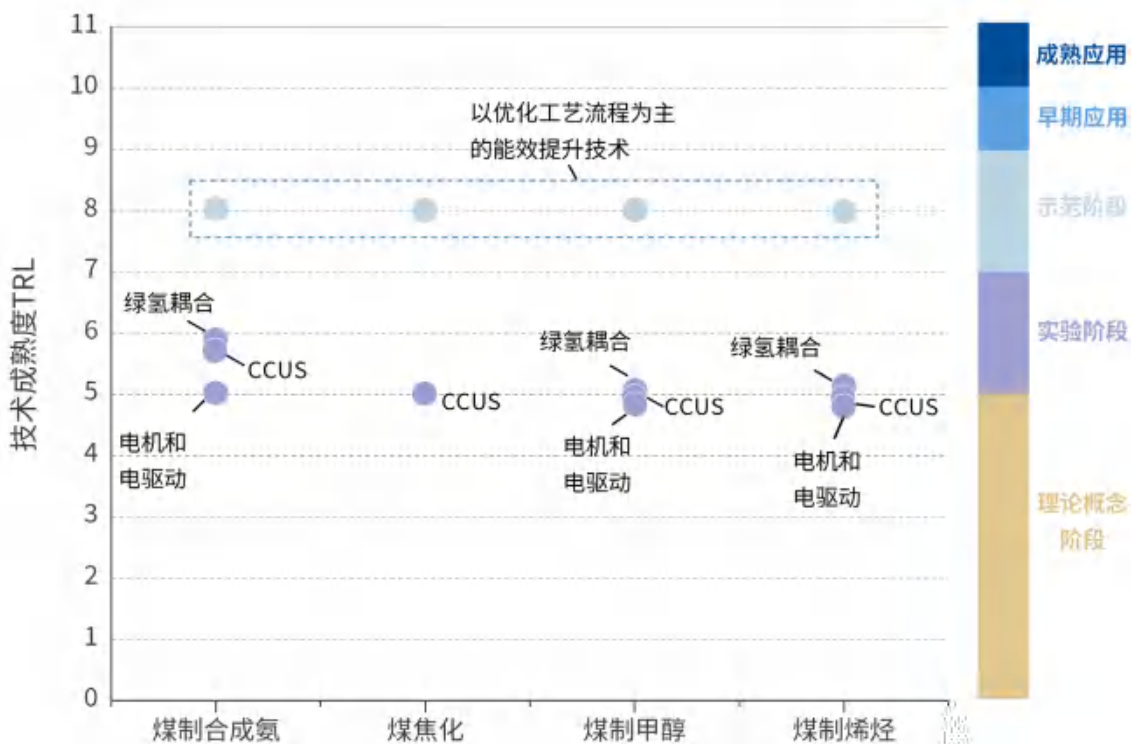 11
10
9
8
7
6
5
4
3
2
1
0
技术成熟度TRL
以优化工艺流程为主
的能效提升技术
绿氢耦合
CCUS
电机和
电驱动
CCUS
绿氢耦合
CCUS
电机和
电驱动
绿氢耦合
CCUS
电机和
电驱动
煤制合成氨
煤焦化
煤制甲醇
煤制烯烃
成熟应用
早期应用
示范阶段
实验阶段
理论概念
阶段